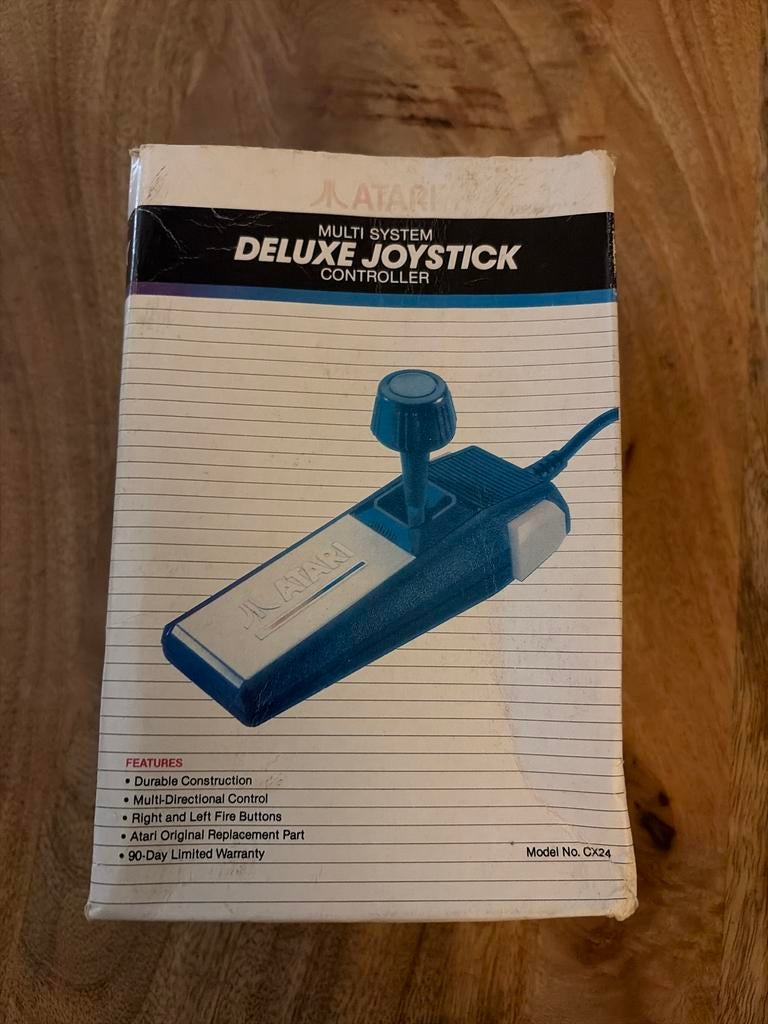 ATARI
MULTI SYSTEM
DELUXE JOYSTICK
CONTROLLER
ATARI
FEATURES
• Durable Construction
• Multi-Directional Control
• Right and Left Fire Buttons
• Atari Original Replacement Part
• 90-Day Limited Warranty
Model No. CX24